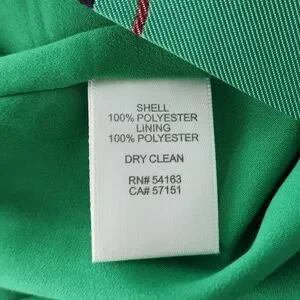 SHELL
100% POLYESTER
LINING
100% POLYESTER
DRY CLEAN
RN# 54163
CA# 57151